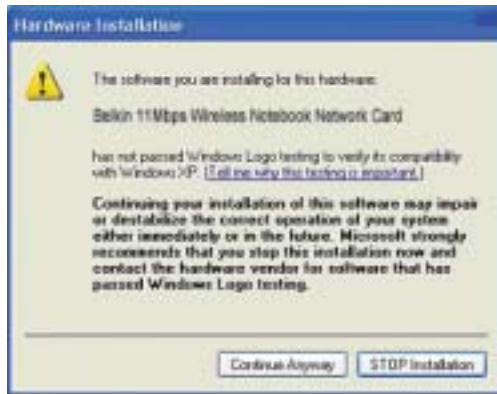 Hardware Installation
The software you are installing for this hardware:
Belkin 11Mbps Wireless Notebook Network Card
has not passed Windows Logo testing to verify its compatibility
with Windows XP. (Tell me why this testing is important.)
Continuing your installation of this software may impair
or destabilize the correct operation of your system
either immediately or in the future. Microsoft strongly
recommends that you stop this installation now and
contact the hardware vendor for software that has
passed Windows Logo testing.
Continue Anyway
STOP Installation